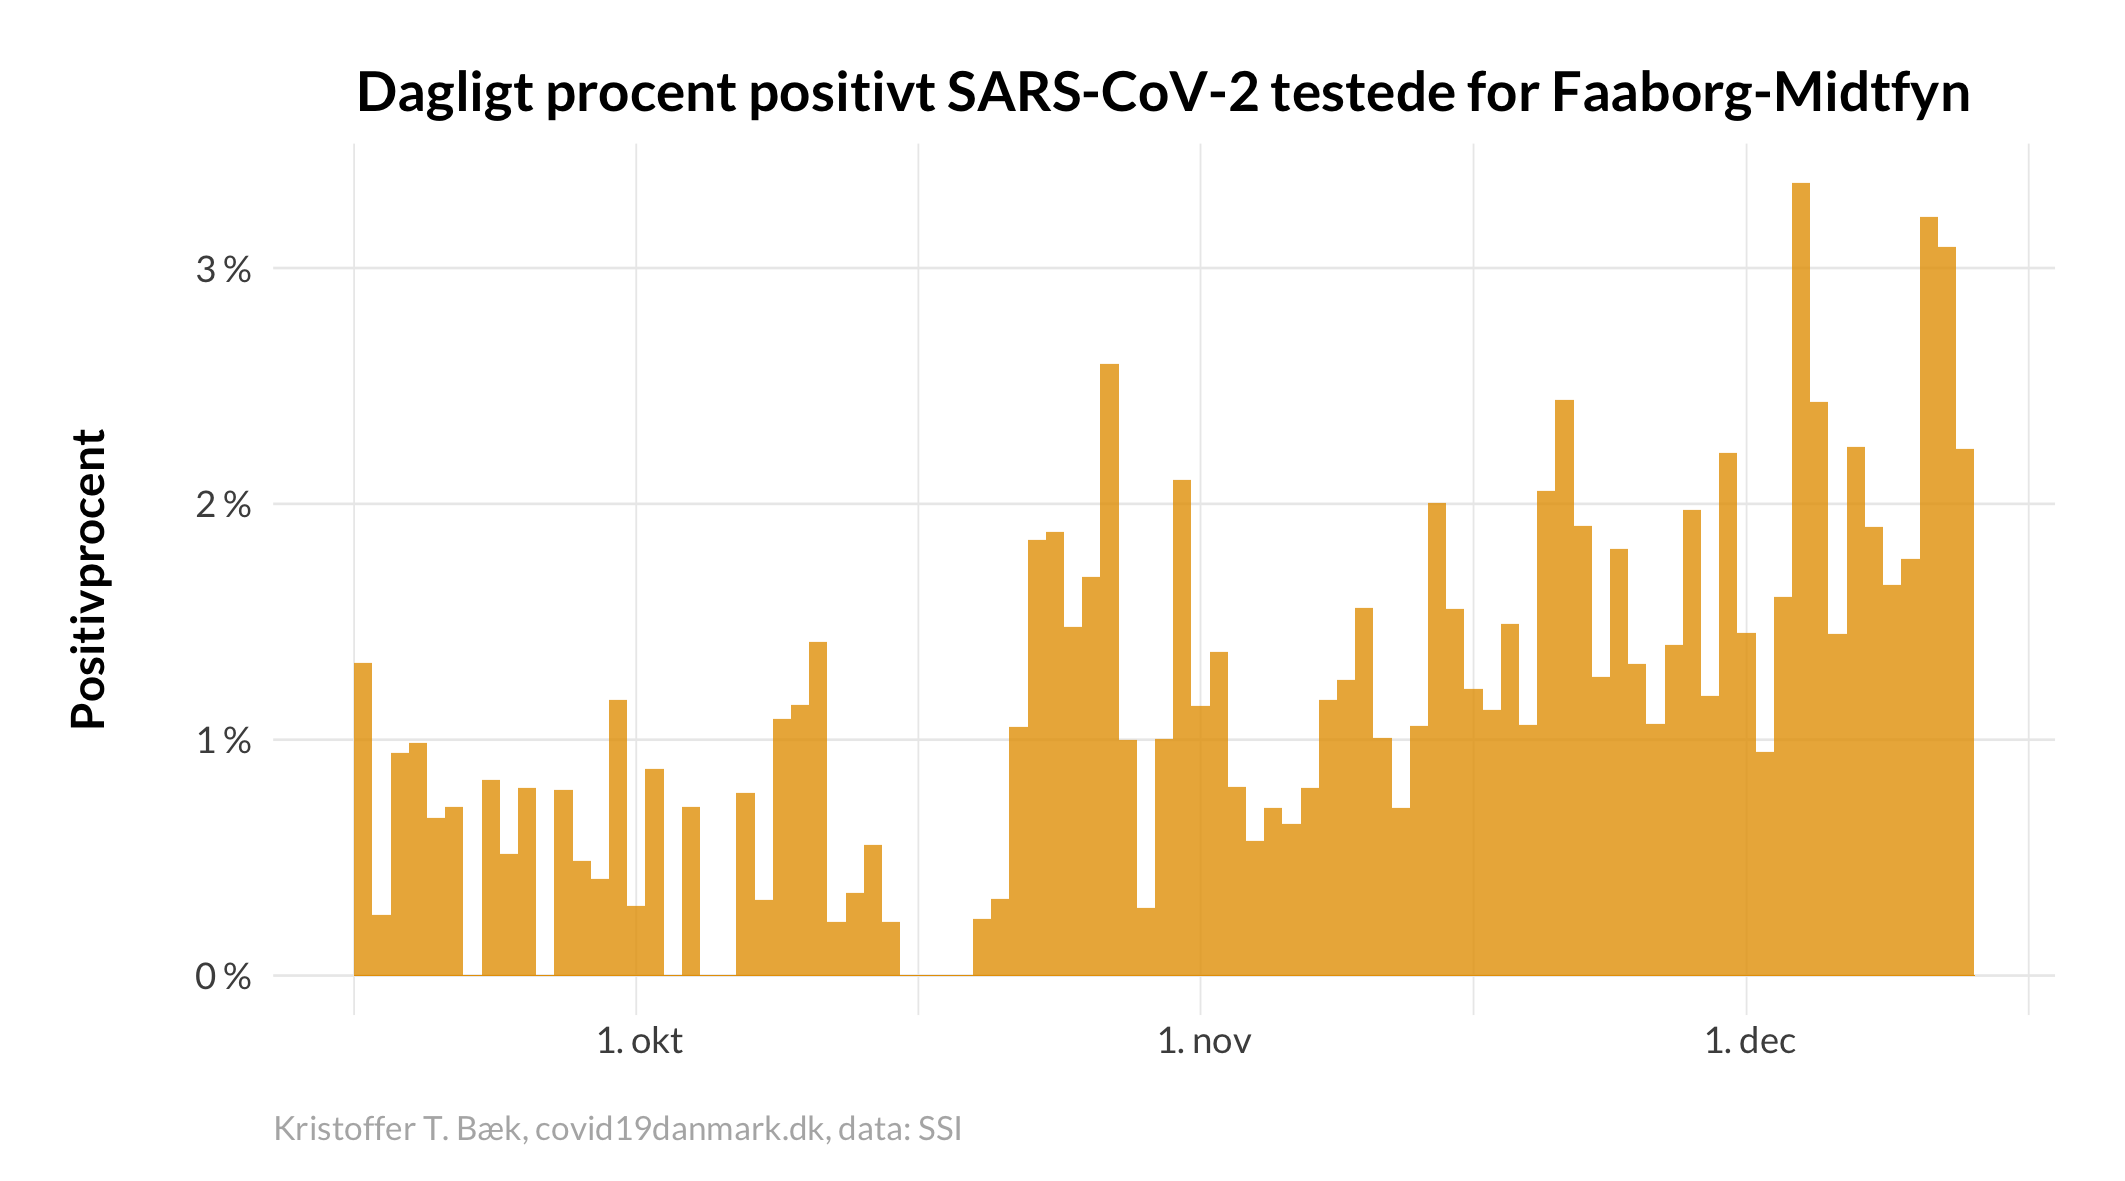 Dagligt procent positivt SARS-CoV-2 testede for Faaborg-Midtfyn
Positivprocent
3 %
2 %
1 %
0 %
1. okt
1. nov
1. dec
Kristoffer T. Bæk, covid19danmark.dk, data: SSI